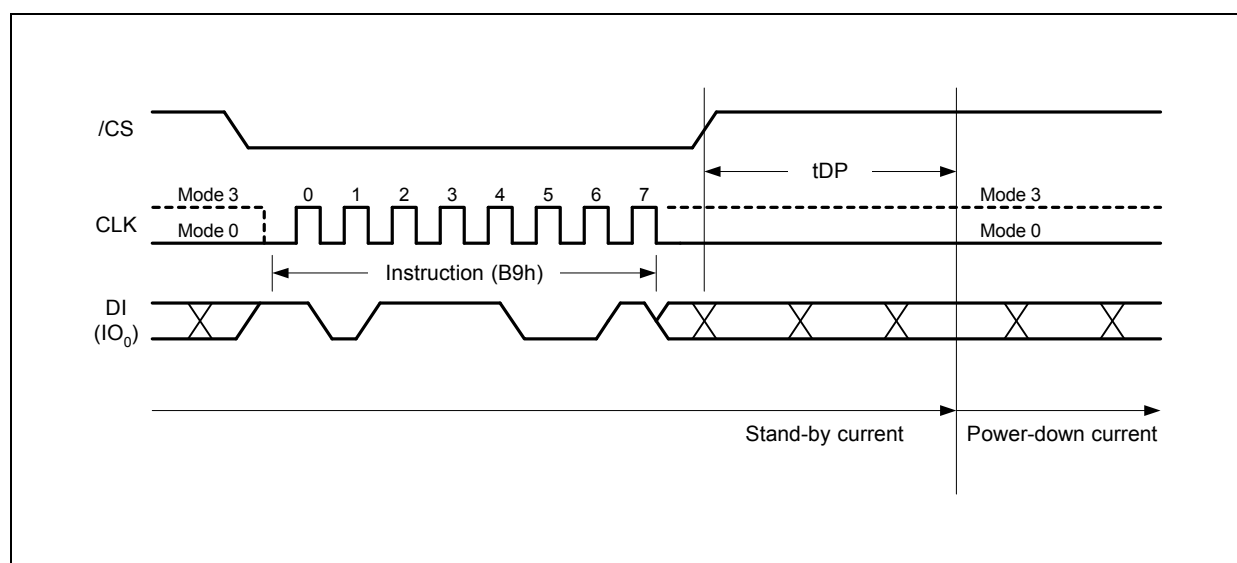 /CS
tDP
Mode 3 0 1 2 3 4 5 6 7 Mode 3
CLK
Mode 0 Mode 0
Instruction (B9h)
DI
(IO₀)
Stand-by current Power-down current